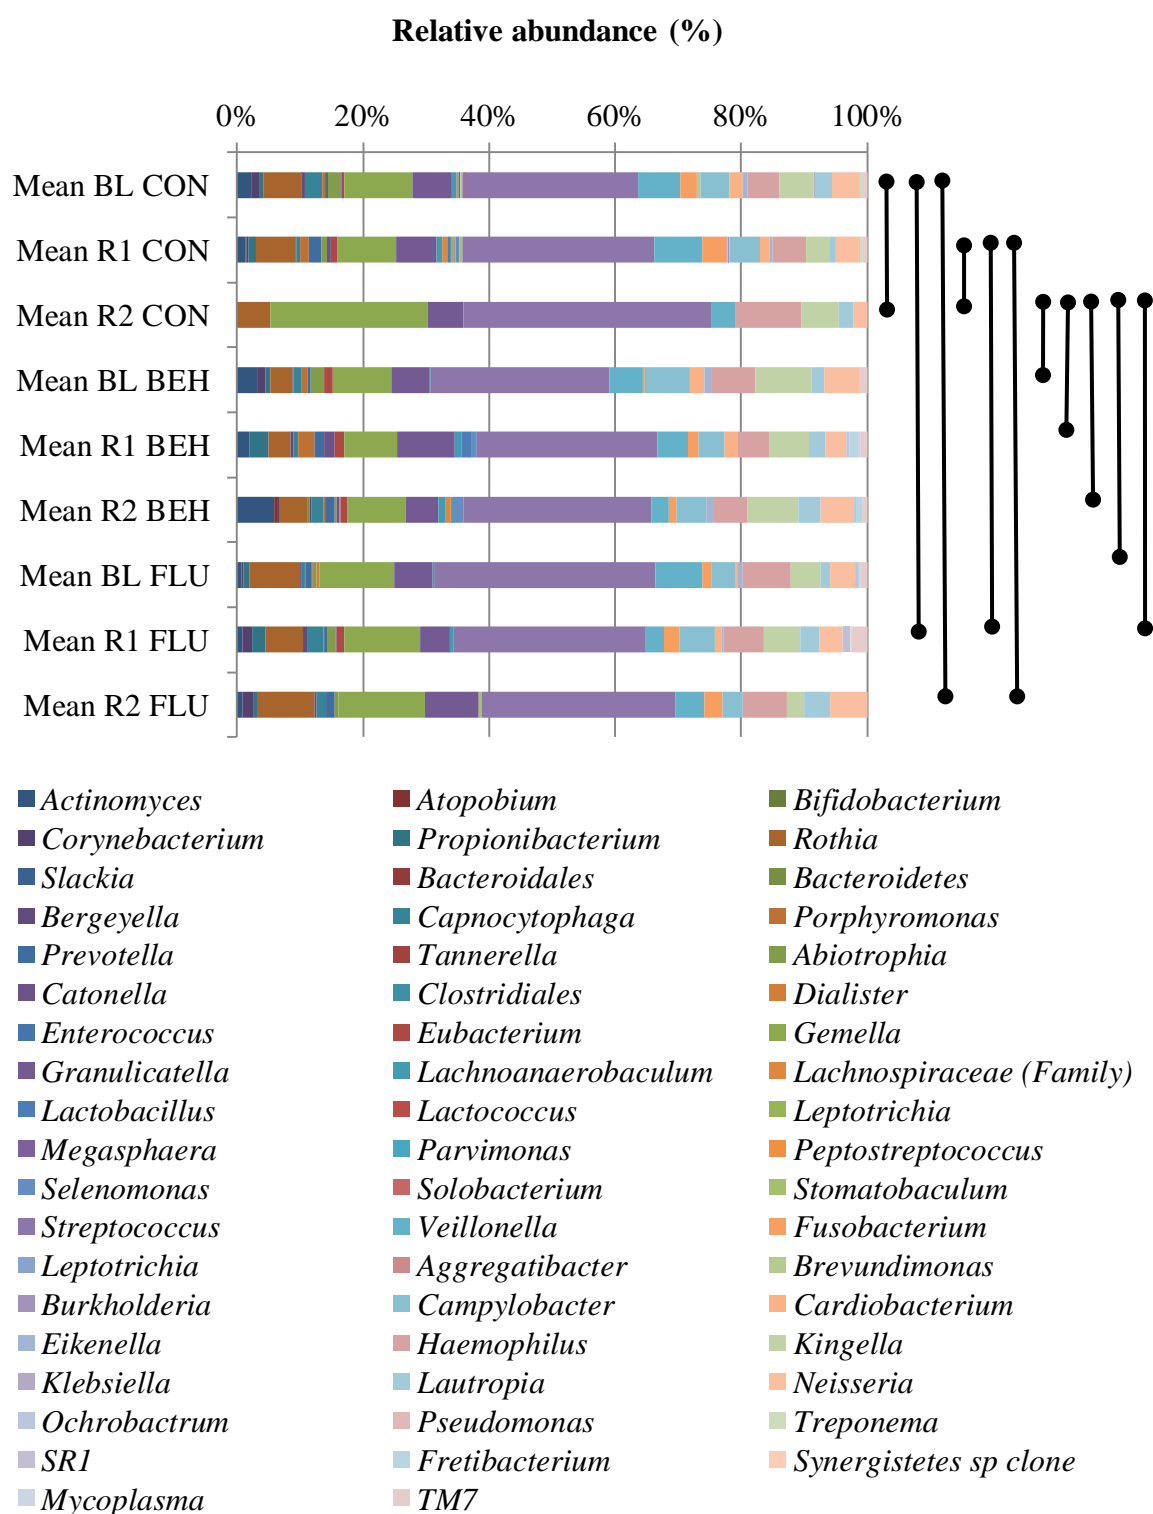 Relative abundance (%)
0% 20% 40% 60% 80% 100%
Mean BL CON
Mean R1 CON
Mean R2 CON
Mean BL BEH
Mean R1 BEH
Mean R2 BEH
Mean BL FLU
Mean R1 FLU
Mean R2 FLU
Actinomyces Atopobium Bifidobacterium
Corynebacterium Propionibacterium Rothia
Slackia Bacteroidales Bacteroidetes
Bergeyella Capnocytophaga Porphyromonas
Prevotella Tannerella Abiotrophia
Catonella Clostridiales Dialister
Enterococcus Eubacterium Gemella
Granulicatella Lachnoanaerobaculum Lachnospiraceae (Family)
Lactobacillus Lactococcus Leptotrichia
Megasphaera Parvimonas Peptostreptococcus
Selenomonas Solobacterium Stomatobaculum
Streptococcus Veillonella Fusobacterium
Leptotrichia Aggregatibacter Brevundimonas
Burkholderia Campylobacter Cardiobacterium
Eikenella Haemophilus Kingella
Klebsiella Lautropia Neisseria
Ochrobactrum Pseudomonas Treponema
SR1 Fretibacterium Synergistetes sp clone
Mycoplasma TM7